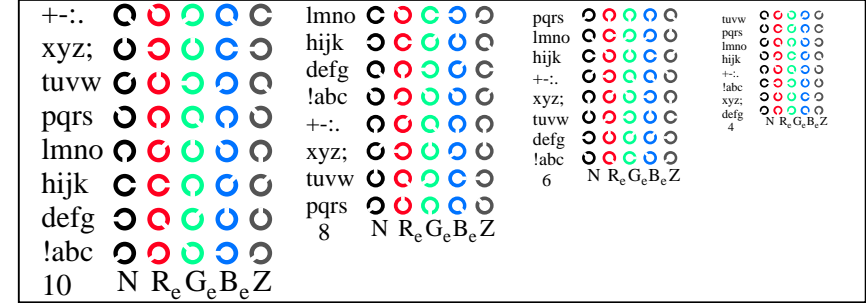 +-:.
xyz;
tuvw
pqrs
lmno
hijk
defg
!abc
10 N ReGeBeZ
lmno
hijk
defg
!abc
+-:.
xyz;
tuvw
pqrs
8 N ReGeBeZ
pqrs
lmno
hijk
+-:.
xyz;
tuvw
defg
!abc
6 N ReGeBeZ
tuvw
pqrs
lmno
hijk
+-:.
!abc
xyz;
defg
4 N ReGeBeZ